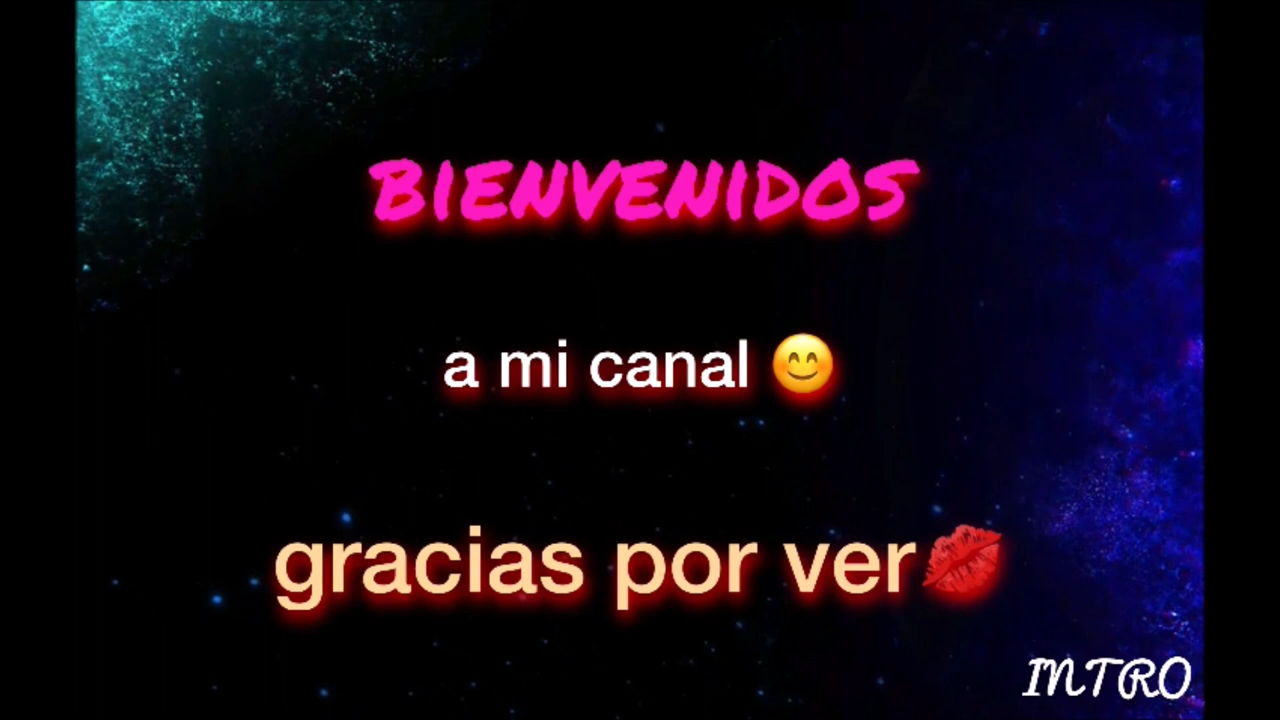 BIENVENIDOS
a mi canal 😊
gracias por ver💋
INTRO